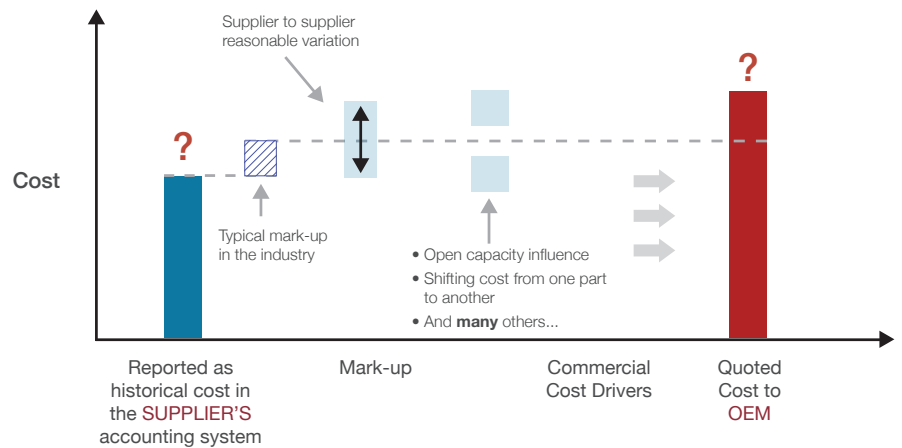 Supplier to supplier
reasonable variation
?
?
Cost
Typical mark-up
in the industry
• Open capacity influence
• Shifting cost from one part
to another
• And many others...
Reported as
historical cost in
the SUPPLIER'S
accounting system
Mark-up
Commercial
Cost Drivers
Quoted
Cost to
OEM